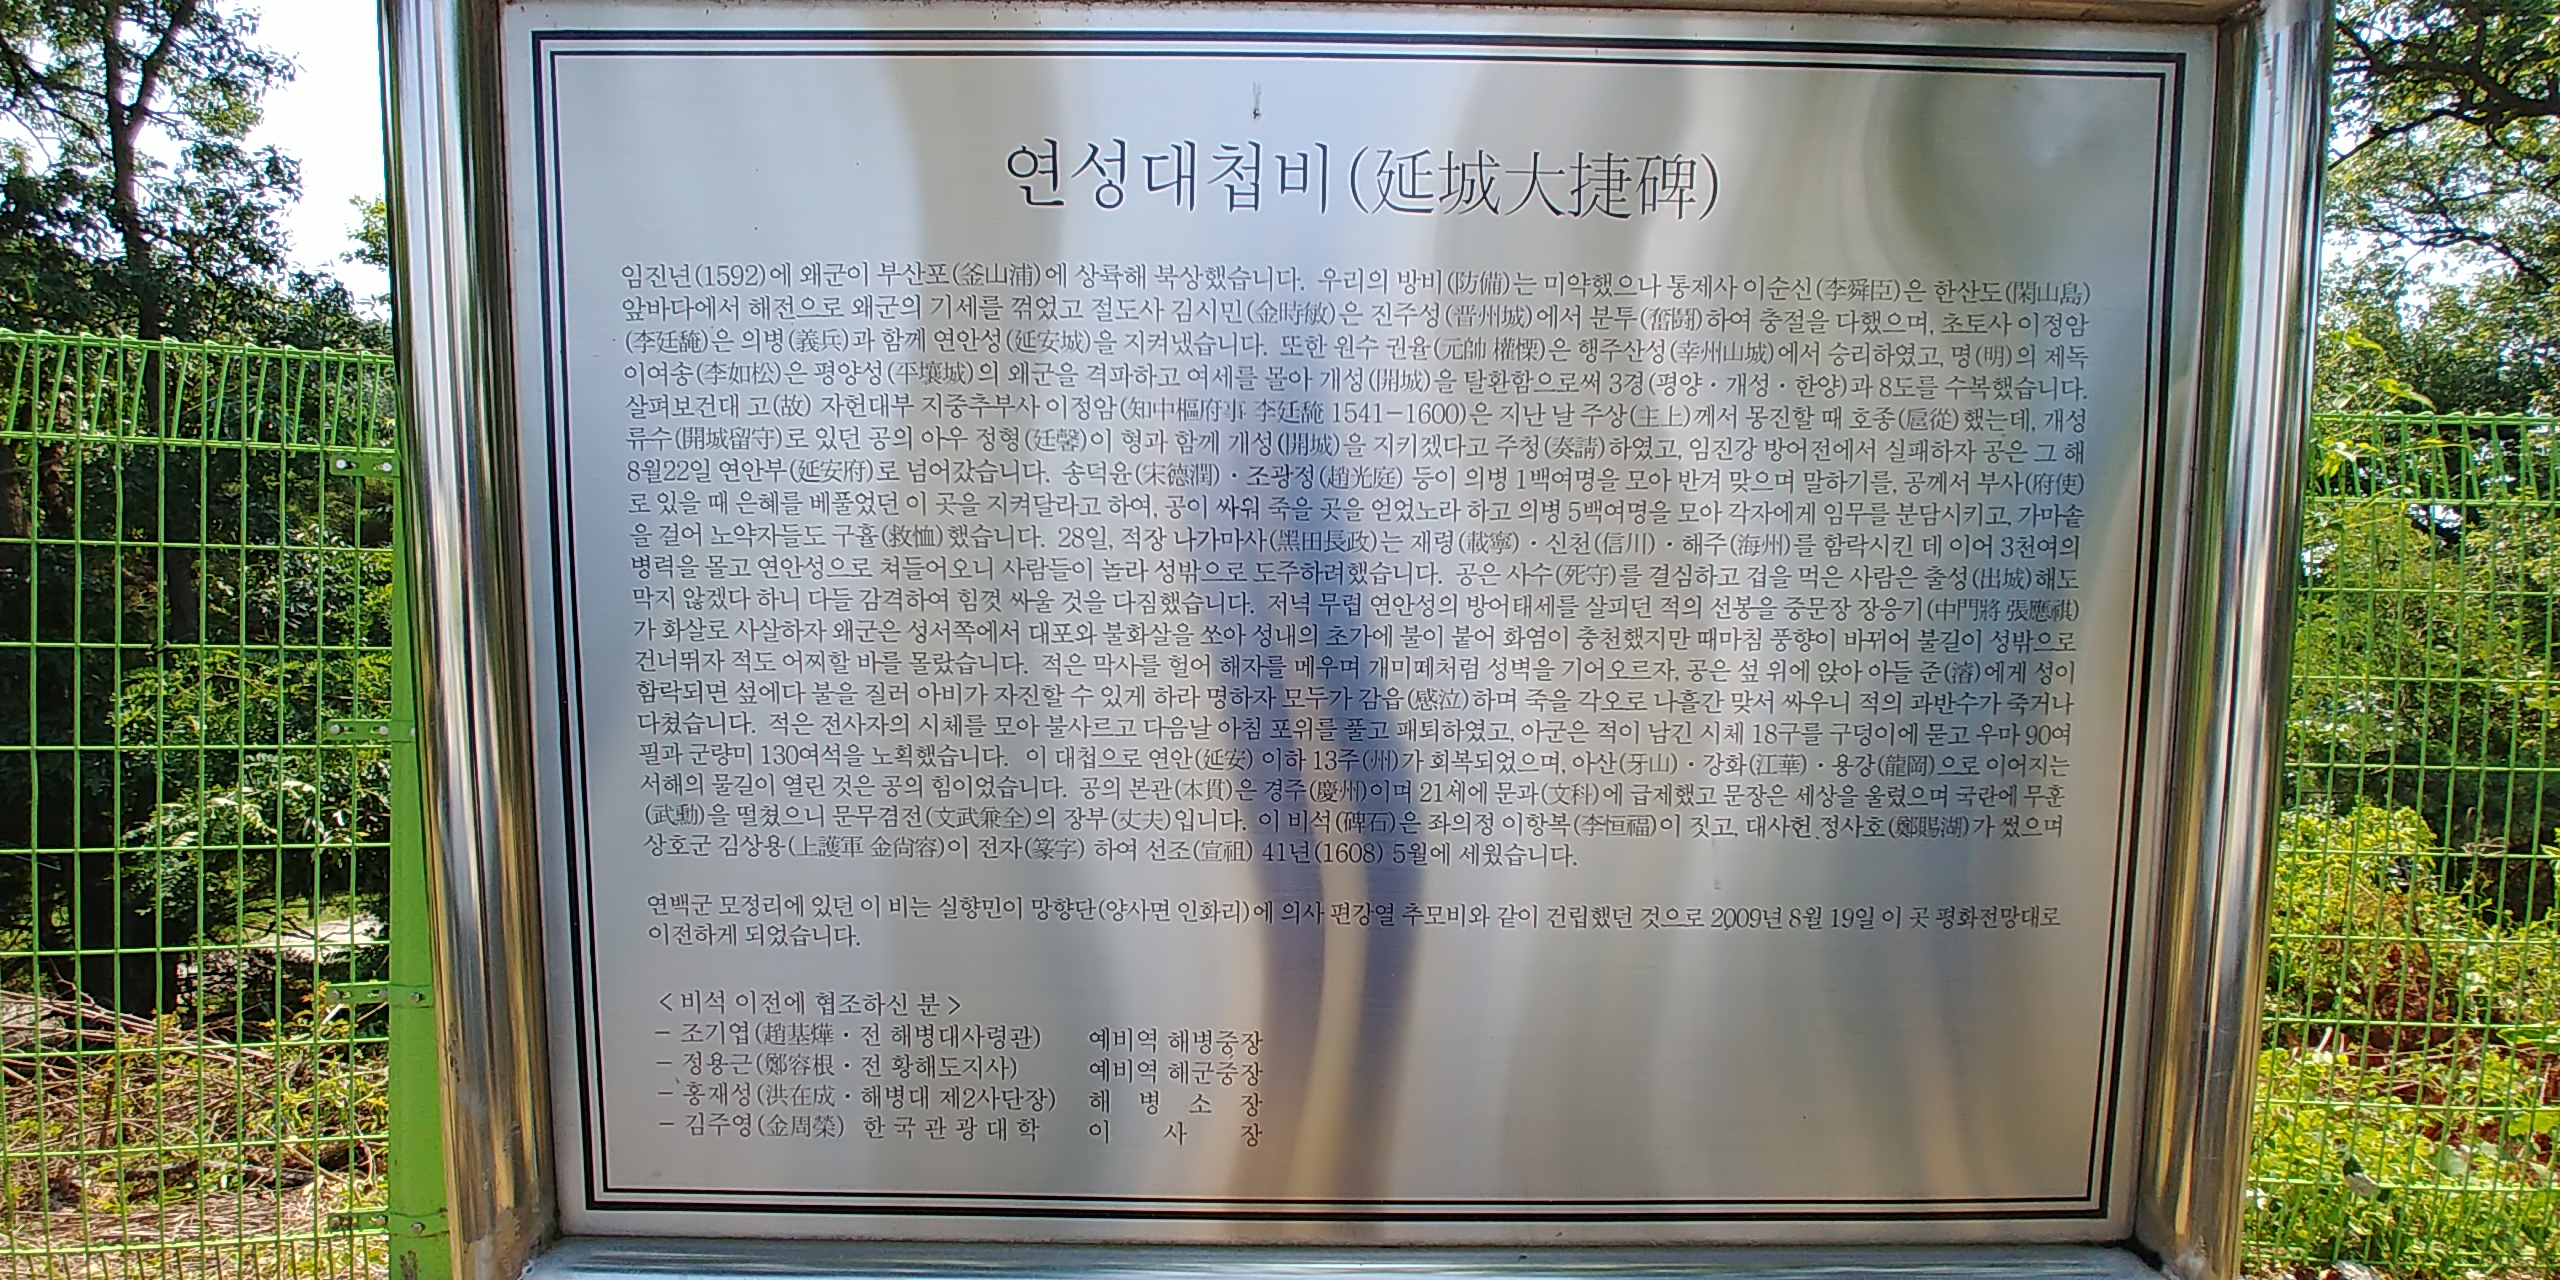 연성대첩비(延城大捷碑)
임진년(1592)에 왜군이 부산포(釜山浦)에 상륙해 북상했습니다. 우리의 방비(防備)는 미약했으나 통제사 이순신(李舜臣)은 한산도(閑山島)
앞바다에서 해전으로 왜군의 기세를 꺾었고 절도사 김시민(金時敏)은 진주성(晋州城)에서 분투(奮鬪)하여 충절을 다했으며, 초토사 이정암
(李廷馣)은 의병(義兵)과 함께 연안성(延安城)을 지켜냈습니다. 또한 원수 권율(元帥 權慄)은 행주산성(幸州山城)에서 승리하였고, 명(明)의 제독
이여송(李如松)은 평양성(平壤城)의 왜군을 격파하고 여세를 몰아 개성(開城)을 탈환함으로써 3경(평양·개성·한양)과 8도를 수복했습니다.
살펴보건대 고(故) 자헌대부 지중추부사 이정암(知中樞府事 李廷馣 1541-1600)은 지난 날 주상(主上)께서 몽진할 때 호종(扈從)했는데, 개성
류수(開城留守)로 있던 공의 아우 정형(廷馨)이 형과 함께 개성(開城)을 지키겠다고 주청(奏請)하였고, 임진강 방어전에서 실패하자 공은 그 해
8월22일 연안부(延安府)로 넘어갔습니다. 송덕윤(宋德潤)·조광정(趙光庭) 등이 의병 1백여명을 모아 반겨 맞으며 말하기를, 공께서 부사(府使)
로 있을 때 은혜를 베풀었던 이 곳을 지켜달라고 하여, 공이 싸워 죽을 곳을 얻었노라 하고 의병 5백여명을 모아 각자에게 임무를 분담시키고, 가마솥
을 걸어 노약자들도 구휼(救恤)했습니다. 28일, 적장 나가마사(黑田長政)는 재령(載寧)·신천(信川)·해주(海州)를 함락시킨 데 이어 3천여의
병력을 몰고 연안성으로 쳐들어오니 사람들이 놀라 성밖으로 도주하려했습니다. 공은 사수(死守)를 결심하고 겁을 먹은 사람은 출성(出城)해도
막지 않겠다 하니 다들 감격하여 힘껏 싸울 것을 다짐했습니다. 저녁 무렵 연안성의 방어태세를 살피던 적의 선봉을 중문장 장응기(中門將 張應祺)
가 화살로 사살하자 왜군은 성서쪽에서 대포와 불화살을 쏘아 성내의 초가에 불이 붙어 화염이 충천했지만 때마침 풍향이 바뀌어 불길이 성밖으로
건너뛰자 적도 어찌할 바를 몰랐습니다. 적은 막사를 헐어 해자를 메우며 개미떼처럼 성벽을 기어오르자, 공은 섶 위에 앉아 아들 준(濬)에게 성이
함락되면 섶에다 불을 질러 아비가 자진할 수 있게 하라 명하자 모두가 감읍(感泣)하며 죽을 각오로 나흘간 맞서 싸우니 적의 과반수가 죽거나
다쳤습니다. 적은 전사자의 시체를 모아 불사르고 다음날 아침 포위를 풀고 패퇴하였고, 아군은 적이 남긴 시체 18구를 구덩이에 묻고 우마 90여
필과 군량미 130여석을 노획했습니다. 이 대첩으로 연안(延安) 이하 13주(州)가 회복되었으며, 아산(牙山)·강화(江華)·용강(龍岡)으로 이어지는
서해의 물길이 열린 것은 공의 힘이었습니다. 공의 본관(本貫)은 경주(慶州)이며 21세에 문과(文科)에 급제했고 문장은 세상을 울렸으며 국란에 무훈
(武勳)을 떨쳤으니 문무겸전(文武兼全)의 장부(丈夫)입니다. 이 비석(碑石)은 좌의정 이항복(李恒福)이 짓고, 대사헌 정사호(鄭賜湖)가 썼으며
상호군 김상용(上護軍 金尙容)이 전자(篆字) 하여 선조(宣祖) 41년(1608) 5월에 세웠습니다.
연백군 모정리에 있던 이 비는 실향민이 망향단(양사면 인화리)에 의사 편강열 추모비와 같이 건립했던 것으로 2009년 8월 19일 이 곳 평화전망대로
이전하게 되었습니다.
< 비석 이전에 협조하신 분 >
- 조기엽(趙基燁·전 해병대사령관) 예비역 해병중장
- 정용근(鄭容根·전 황해도지사) 예비역 해군중장
- 홍재성(洪在成·해병대 제2사단장) 해 병 소 장
- 김주영(金周榮) 한국관광대학 이 사 장